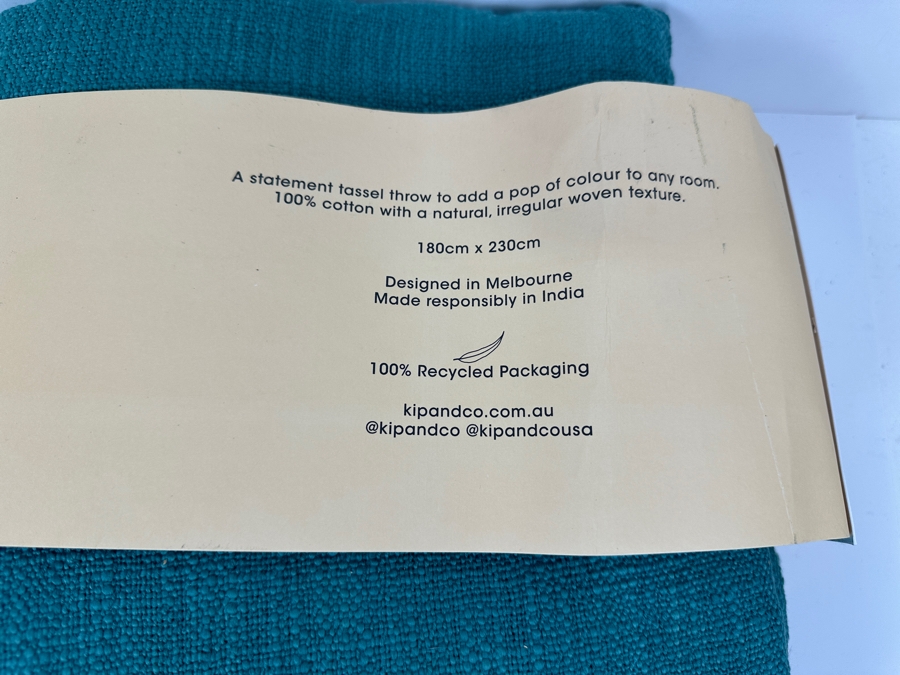 A statement tassel throw to add a pop of colour to any room.
100% cotton with a natural, irregular woven texture.
180cm x 230cm
Designed in Melbourne
Made responsibly in India
100% Recycled Packaging
kipandco.com.au
@kipandco @kipandcousa